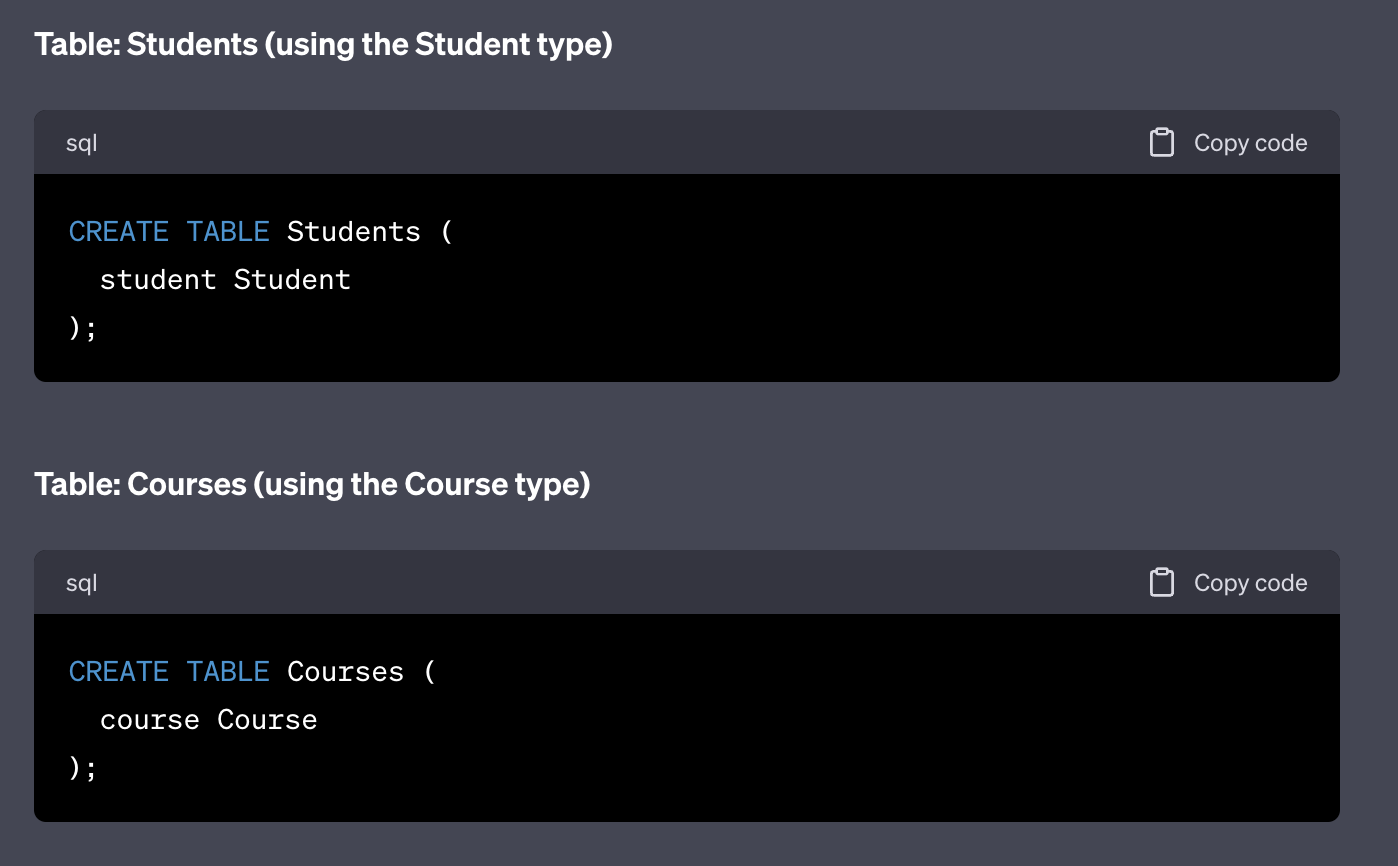 Table: Students (using the Student type)
sql
Copy code
CREATE TABLE Students (
  student Student
);
Table: Courses (using the Course type)
sql
Copy code
CREATE TABLE Courses (
  course Course
);